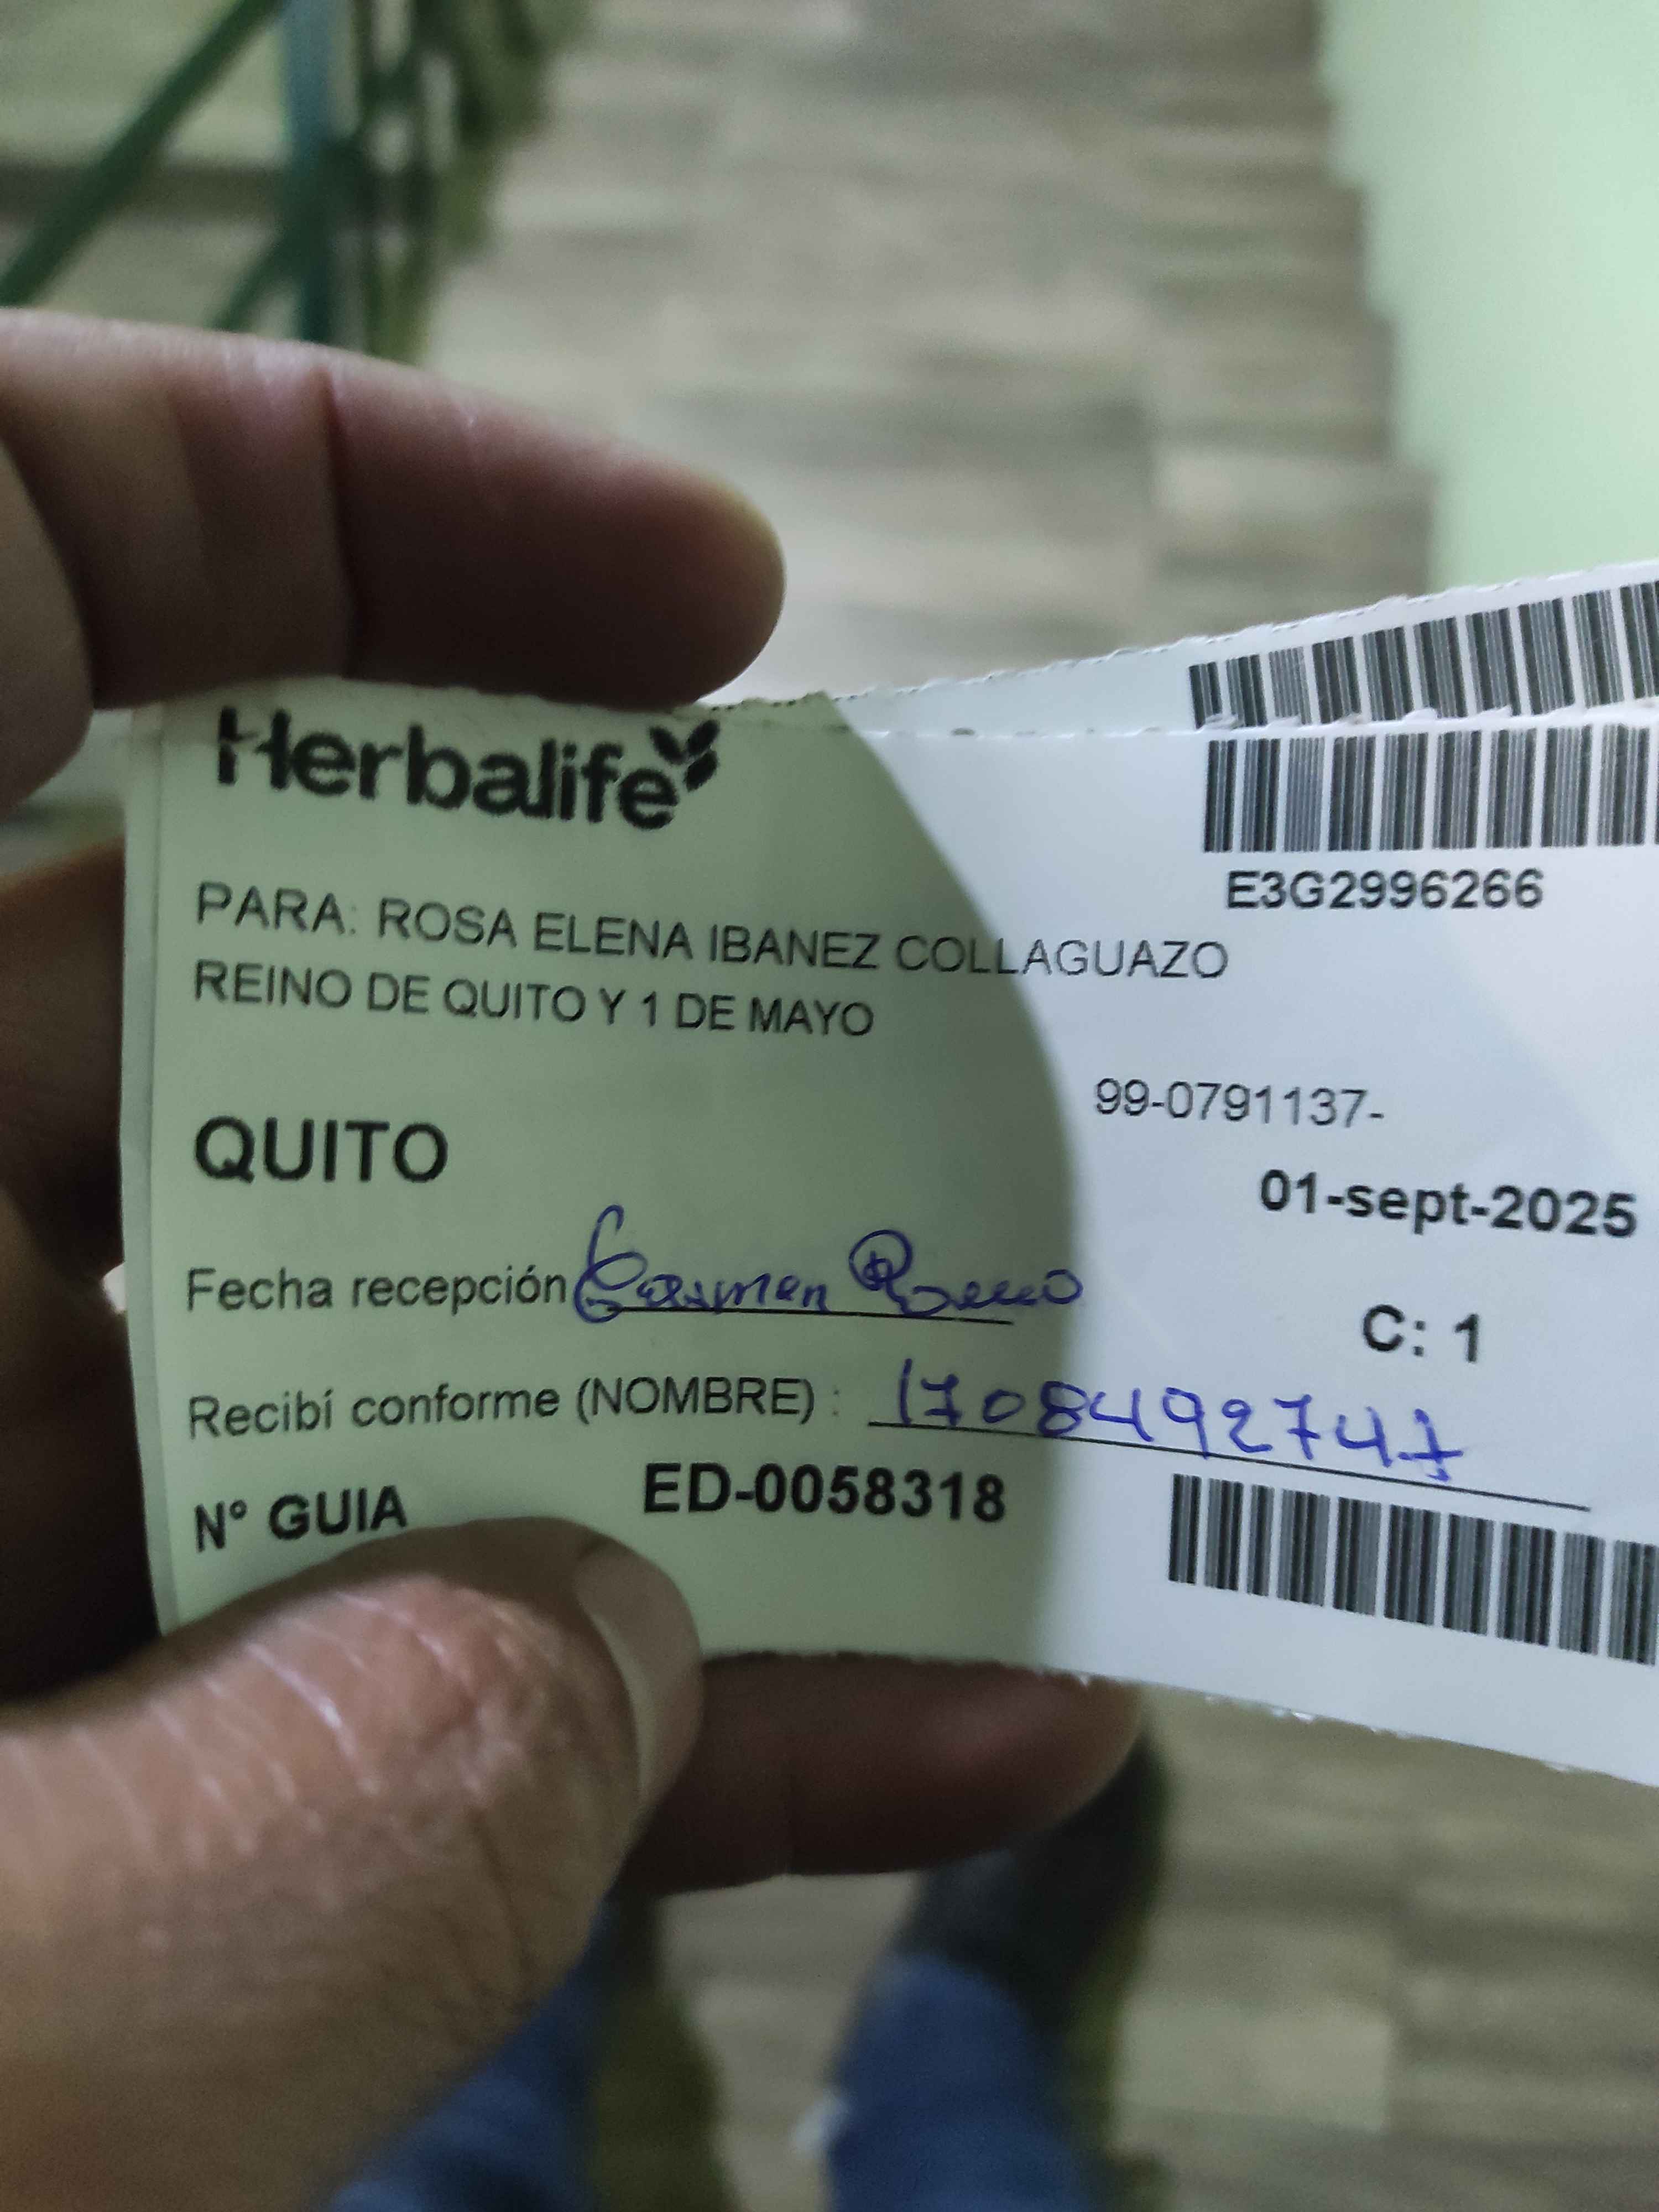 Herbalife
E3G2996266
PARA: ROSA ELENA IBANEZ COLLAGUAZO
REINO DE QUITO Y 1 DE MAYO
99-0791137-
QUITO
01-sept-2025
Fecha recepción Carmen
C: 1
Recibí conforme (NOMBRE) : 1708492747
N° GUIA ED-0058318